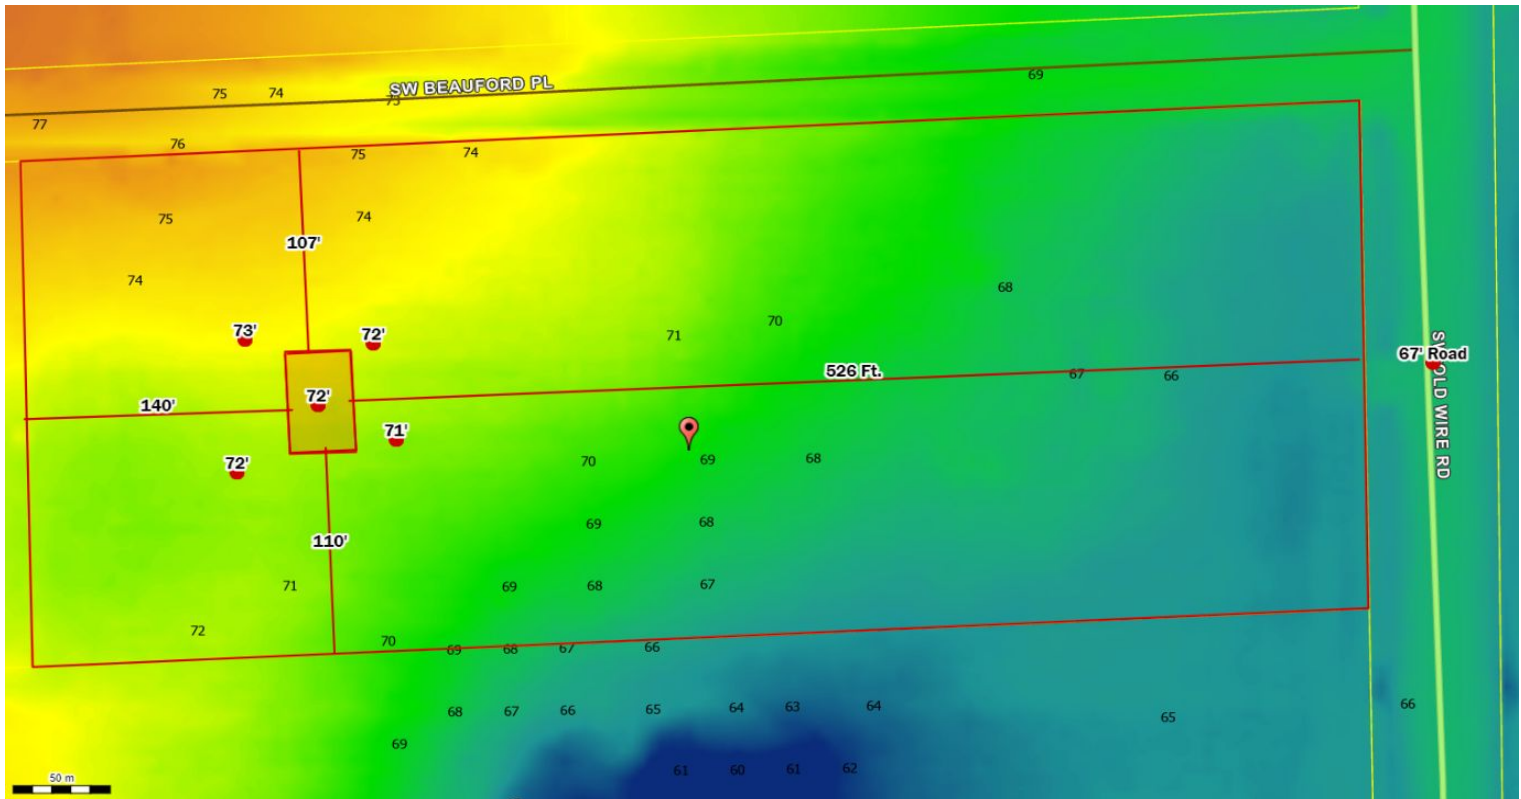 69
75 74 73 SW BEAUFORD PL
77
76
75 74
75 74
107'
74
68
73' 72'
71 70
67' Road
526 Ft.
67 66
72'
140'
SW OLD WIRE RD
71'
72'
70 69 68
69 68
110'
71 69 68 67
72
70 69 68 67 66
68 67 66 65 64 63 64 65 66
69
61 60 61 62
50 m